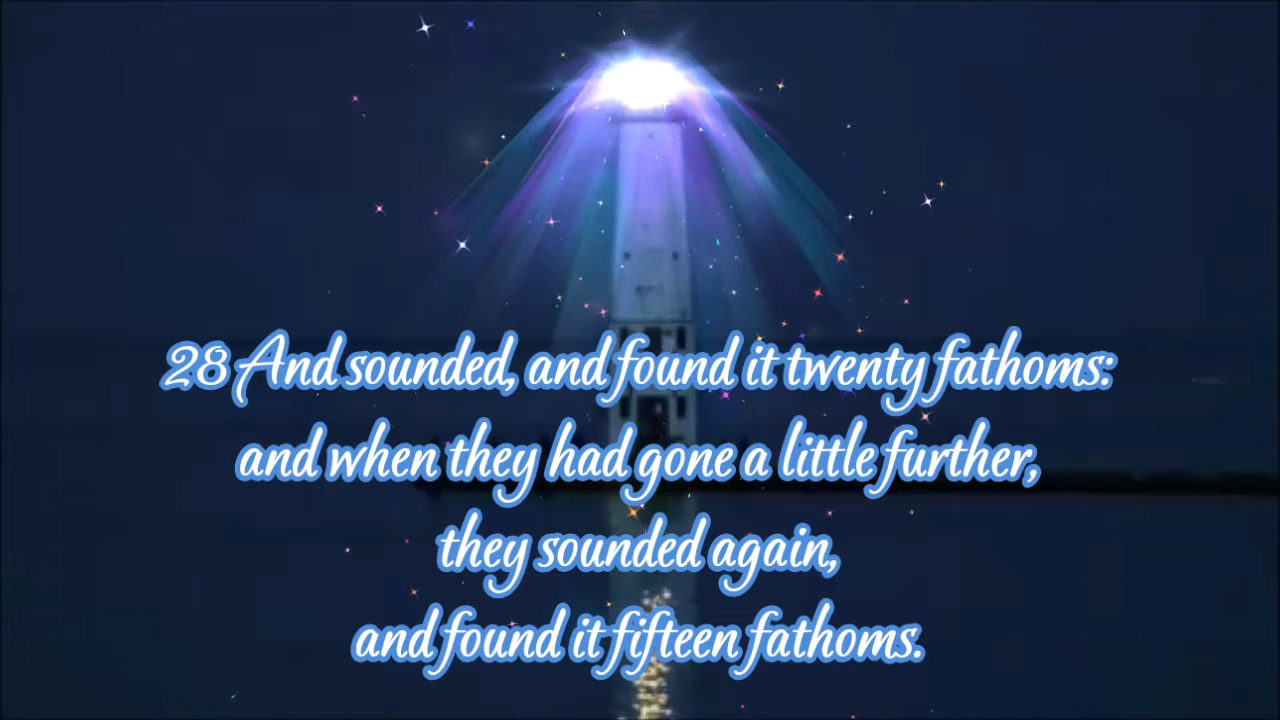 28 And sounded, and found it twenty fathoms:
and when they had gone a little further,
they sounded again,
and found it fifteen fathoms.